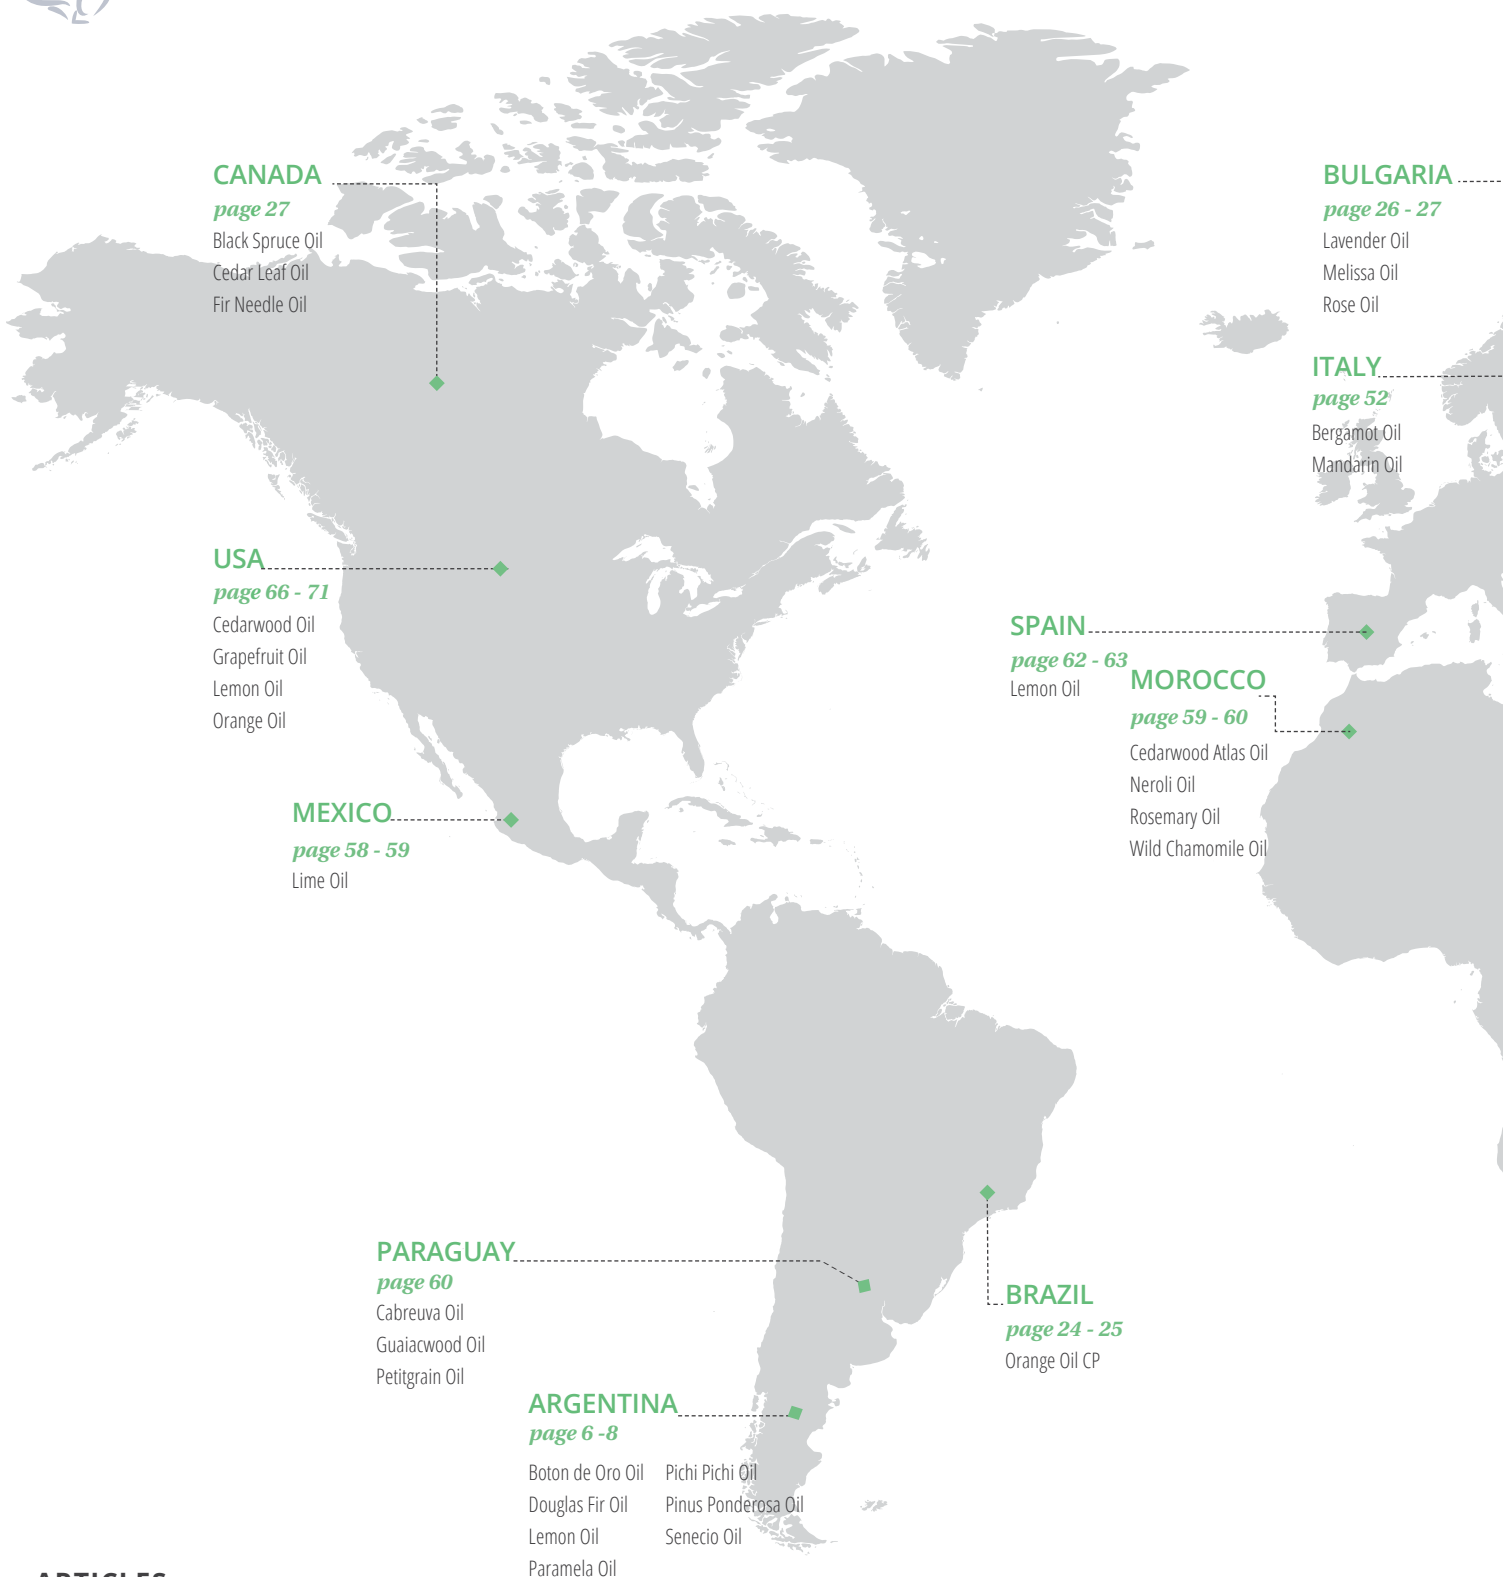 CANADA
page 27
Black Spruce Oil
Cedar Leaf Oil
Fir Needle Oil
BULGARIA
page 26 - 27
Lavender Oil
Melissa Oil
Rose Oil
ITALY
page 52
Bergamot Oil
Mandarin Oil
USA
page 66 - 71
Cedarwood Oil
Grapefruit Oil
Lemon Oil
Orange Oil
SPAIN
page 62 - 63
Lemon Oil
MOROCCO
page 59 - 60
Cedarwood Atlas Oil
Neroli Oil
Rosemary Oil
Wild Chamomile Oil
MEXICO
page 58 - 59
Lime Oil
PARAGUAY
page 60
Cabreuva Oil
Guaiacwood Oil
Petitgrain Oil
BRAZIL
page 24 - 25
Orange Oil CP
ARGENTINA
page 6 -8
Boton de Oro Oil
Douglas Fir Oil
Lemon Oil
Paramela Oil
Pichi Pichi Oil
Pinus Ponderosa Oil
Senecio Oil
ARTICLES